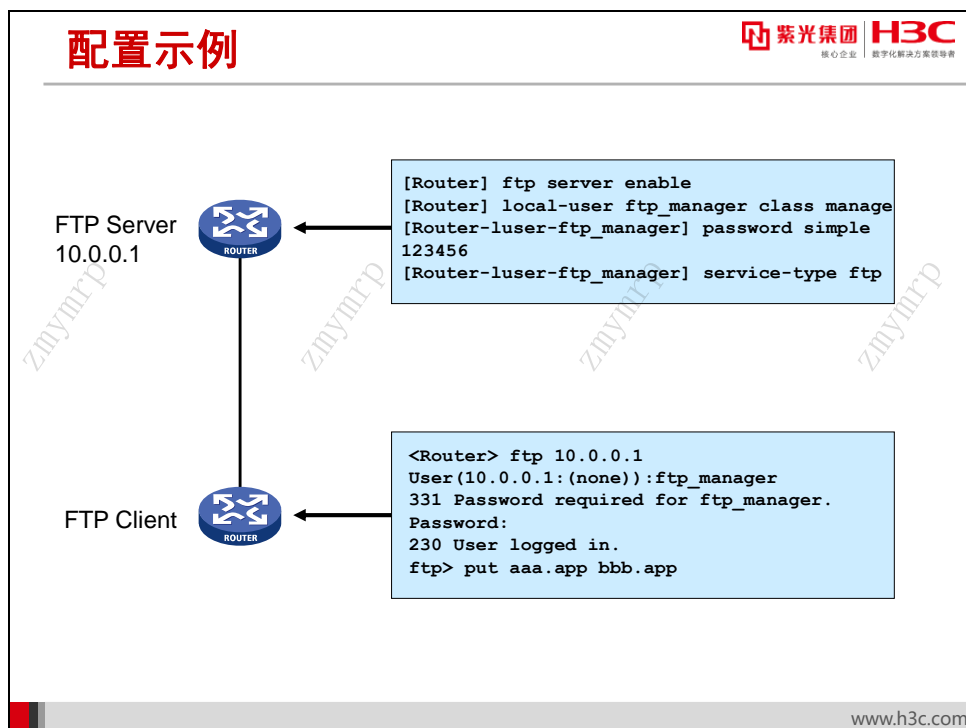 配置示例
紫光集团
核心企业
H3C
数字化解决方案领导者
[Router] ftp server enable
[Router] local-user ftp_manager class manage
[Router-luser-ftp_manager] password simple
123456
[Router-luser-ftp_manager] service-type ftp
FTP Server
10.0.0.1
ROUTER
zmymrp
zmymrp
zmymrp
zmymrp
<Router> ftp 10.0.0.1
User(10.0.0.1:(none)):ftp_manager
331 Password required for ftp_manager.
Password:
230 User logged in.
ftp> put aaa.app bbb.app
FTP Client
ROUTER
www.h3c.com